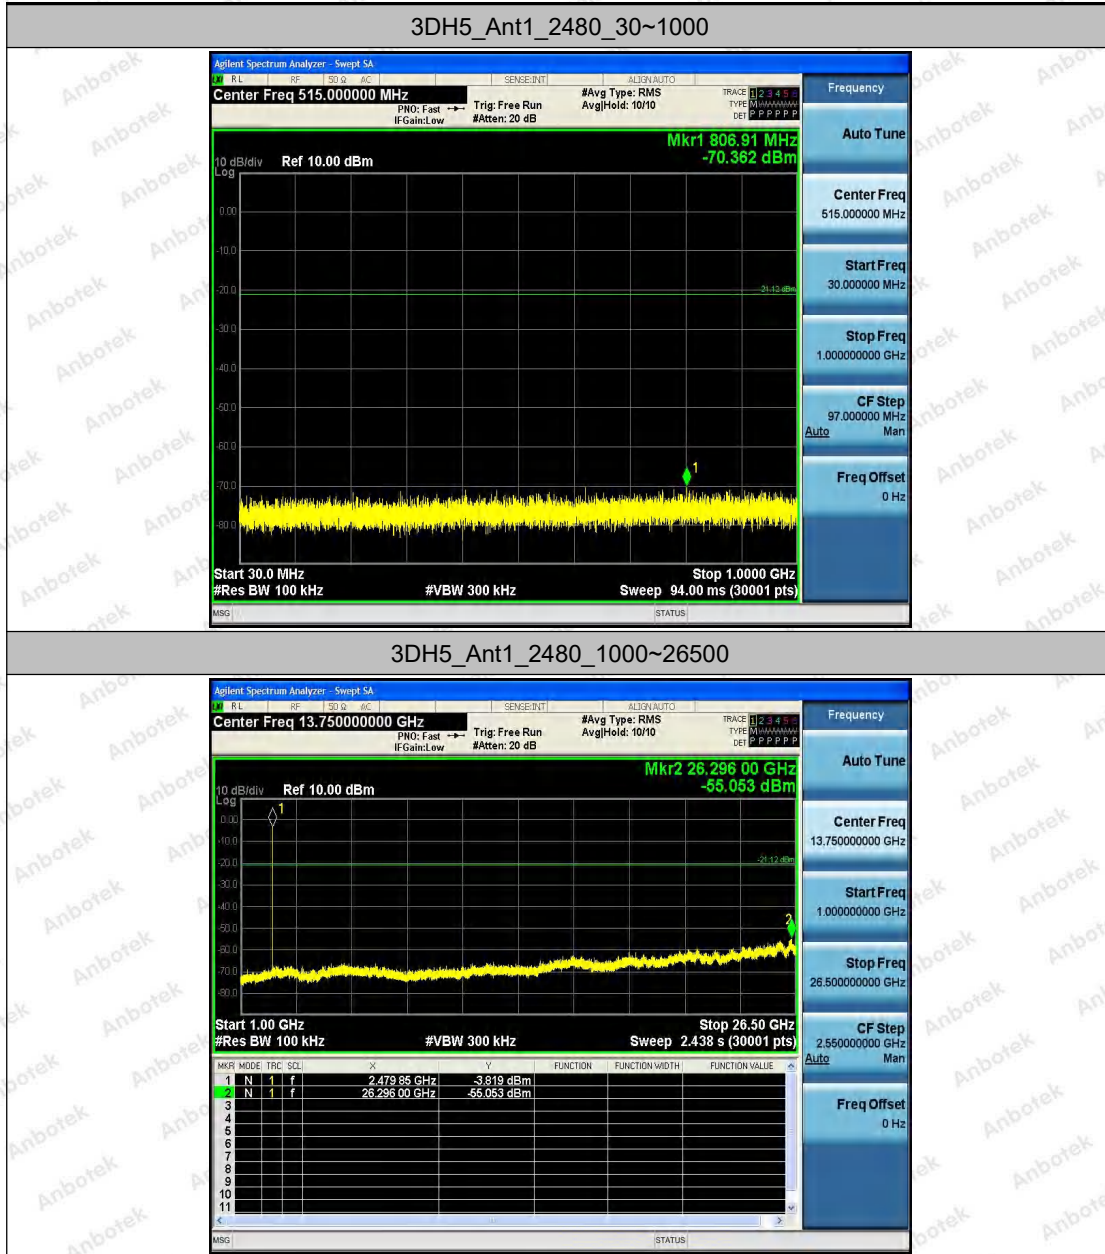 3DH5_Ant1_2480_30~1000
Agilent Spectrum Analyzer - Swept SA
RL RF 50 Ω AC SENSE:INT ALIGN AUTO
Center Freq 515.000000 MHz
PNO: Fast Trig: Free Run #Avg Type: RMS TRACE 1 2 3 4 5 6
IFGain:Low #Atten: 20 dB Avg|Hold: 10/10 TYPE M
DET P P P P P P
Mkr1 806.91 MHz
-70.362 dBm
10 dB/div Ref 10.00 dBm
Log
0.00
-10.0
-20.0
-21.12 dBm
-30.0
-40.0
-50.0
-60.0
-70.0
-80.0
1
Start 30.0 MHz Stop 1.0000 GHz
#Res BW 100 kHz #VBW 300 kHz Sweep 94.00 ms (30001 pts)
MSG STATUS
Frequency
Auto Tune
Center Freq
515.000000 MHz
Start Freq
30.000000 MHz
Stop Freq
1.000000000 GHz
CF Step
97.000000 MHz
Auto Man
Freq Offset
0 Hz
3DH5_Ant1_2480_1000~26500
Agilent Spectrum Analyzer - Swept SA
RL RF 50 Ω AC SENSE:INT ALIGN AUTO
Center Freq 13.750000000 GHz
PNO: Fast Trig: Free Run #Avg Type: RMS TRACE 1 2 3 4 5 6
IFGain:Low #Atten: 20 dB Avg|Hold: 10/10 TYPE M
DET P P P P P P
Mkr2 26.296 00 GHz
-55.053 dBm
10 dB/div Ref 10.00 dBm
Log
0.00
-10.0
-20.0
-21.12 dBm
-30.0
-40.0
-50.0
-60.0
-70.0
-80.0
1
2
Start 1.00 GHz Stop 26.50 GHz
#Res BW 100 kHz #VBW 300 kHz Sweep 2.438 s (30001 pts)
MKR MODE TRC SCL X Y FUNCTION FUNCTION WIDTH FUNCTION VALUE
1 N 1 f 2.479 85 GHz -3.819 dBm
2 N 1 f 26.296 00 GHz -55.053 dBm
3
4
5
6
7
8
9
10
11
MSG STATUS
Frequency
Auto Tune
Center Freq
13.750000000 GHz
Start Freq
1.000000000 GHz
Stop Freq
26.500000000 GHz
CF Step
2.550000000 GHz
Auto Man
Freq Offset
0 Hz
Anbotek